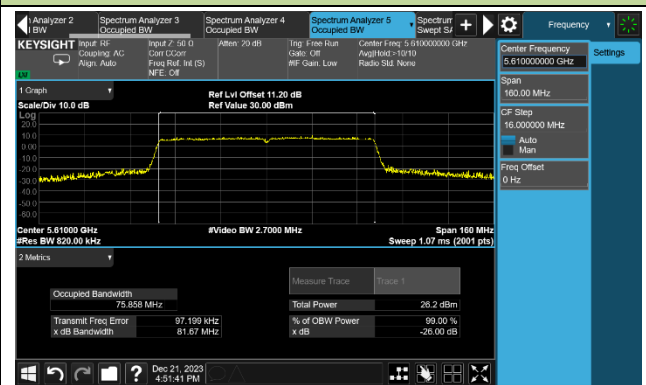 Analyzer 2
BW
Spectrum Analyzer 3
Occupied BW
Spectrum Analyzer 4
Occupied BW
Spectrum Analyzer 5
Occupied BW
Spectrum
Swept SA
Frequency
KEYSIGHT
Input: RF
Coupling: AC
Align: Auto
Input Z: 50 Ω
Corr CCorr
Freq Ref: Int (S)
NFE: Off
Atten: 20 dB
Trig: Free Run
Gate: Off
#IF Gain: Low
Center Freq: 5.610000000 GHz
Avg|Hold:>10/10
Radio Std: None
Center Frequency
5.610000000 GHz
Settings
Span
160.00 MHz
CF Step
16.000000 MHz
Auto
Man
Freq Offset
0 Hz
1 Graph
Scale/Div 10.0 dB
Ref Lvl Offset 11.20 dB
Ref Value 30.00 dBm
Log
20.0
10.0
0.00
-10.0
-20.0
-30.0
-40.0
-50.0
-60.0
Center 5.61000 GHz
#Res BW 820.00 kHz
#Video BW 2.7000 MHz
Span 160 MHz
Sweep 1.07 ms (2001 pts)
2 Metrics
Measure Trace
Trace 1
Occupied Bandwidth
75.858 MHz
Total Power
26.2 dBm
Transmit Freq Error
97.199 kHz
% of OBW Power
99.00 %
x dB Bandwidth
81.67 MHz
x dB
-26.00 dB
Dec 21, 2023
4:51:41 PM